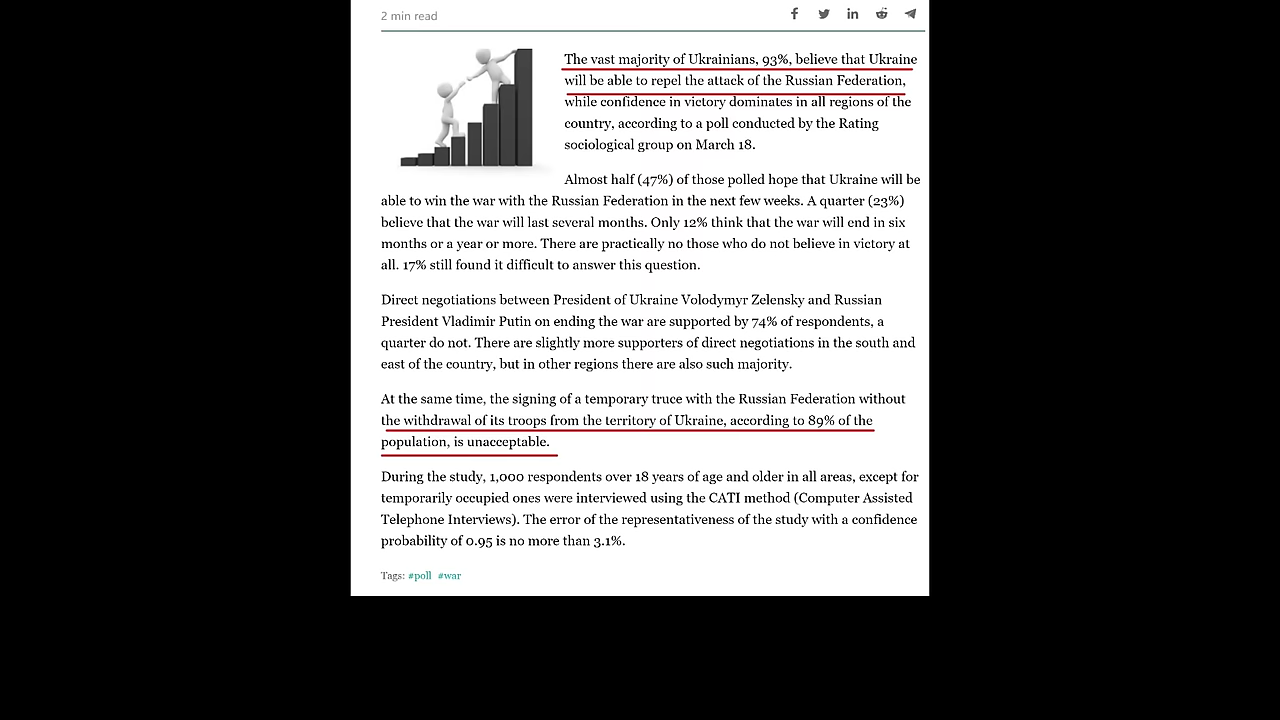 2 min read
The vast majority of Ukrainians, 93%, believe that Ukraine
will be able to repel the attack of the Russian Federation,
while confidence in victory dominates in all regions of the
country, according to a poll conducted by the Rating
sociological group on March 18.
Almost half (47%) of those polled hope that Ukraine will be
able to win the war with the Russian Federation in the next few weeks. A quarter (23%)
believe that the war will last several months. Only 12% think that the war will end in six
months or a year or more. There are practically no those who do not believe in victory at
all. 17% still found it difficult to answer this question.
Direct negotiations between President of Ukraine Volodymyr Zelensky and Russian
President Vladimir Putin on ending the war are supported by 74% of respondents, a
quarter do not. There are slightly more supporters of direct negotiations in the south and
east of the country, but in other regions there are also such majority.
At the same time, the signing of a temporary truce with the Russian Federation without
the withdrawal of its troops from the territory of Ukraine, according to 89% of the
population, is unacceptable.
During the study, 1,000 respondents over 18 years of age and older in all areas, except for
temporarily occupied ones were interviewed using the CATI method (Computer Assisted
Telephone Interviews). The error of the representativeness of the study with a confidence
probability of 0.95 is no more than 3.1%.
Tags: #poll #war